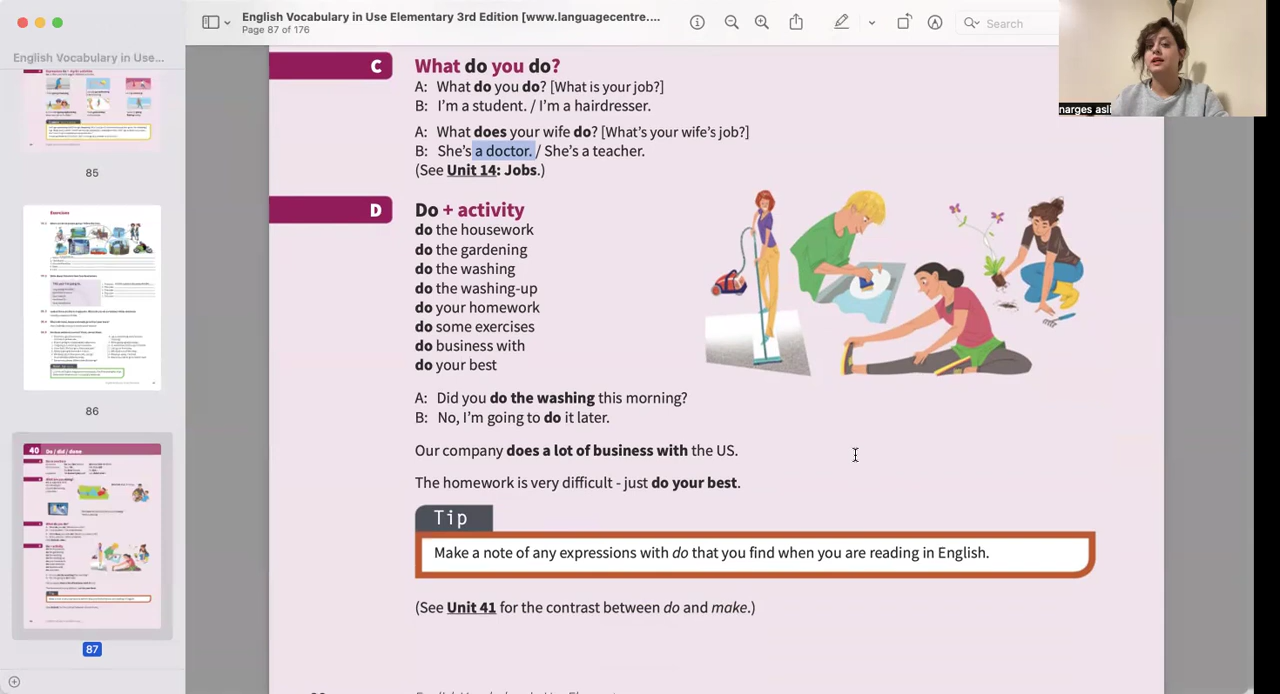 English Vocabulary in Use Elementary 3rd Edition [www.languagecentre....
Page 87 of 176
Search
English Vocabulary in Use...
85
86
40 Do / did / done
87
narges asli
C
What do you do?
A: What do you do? [What is your job?]
B: I'm a student. / I'm a hairdresser.
A: What does your wife do? [What's your wife's job?]
B: She's a doctor. / She's a teacher.
(See Unit 14: Jobs.)
D
Do + activity
do the housework
do the gardening
do the washing
do the washing-up
do your homework
do some exercises
do business with
do your best
A: Did you do the washing this morning?
B: No, I'm going to do it later.
Our company does a lot of business with the US.
The homework is very difficult - just do your best.
Tip
Make a note of any expressions with do that you find when you are reading in English.
(See Unit 41 for the contrast between do and make.)